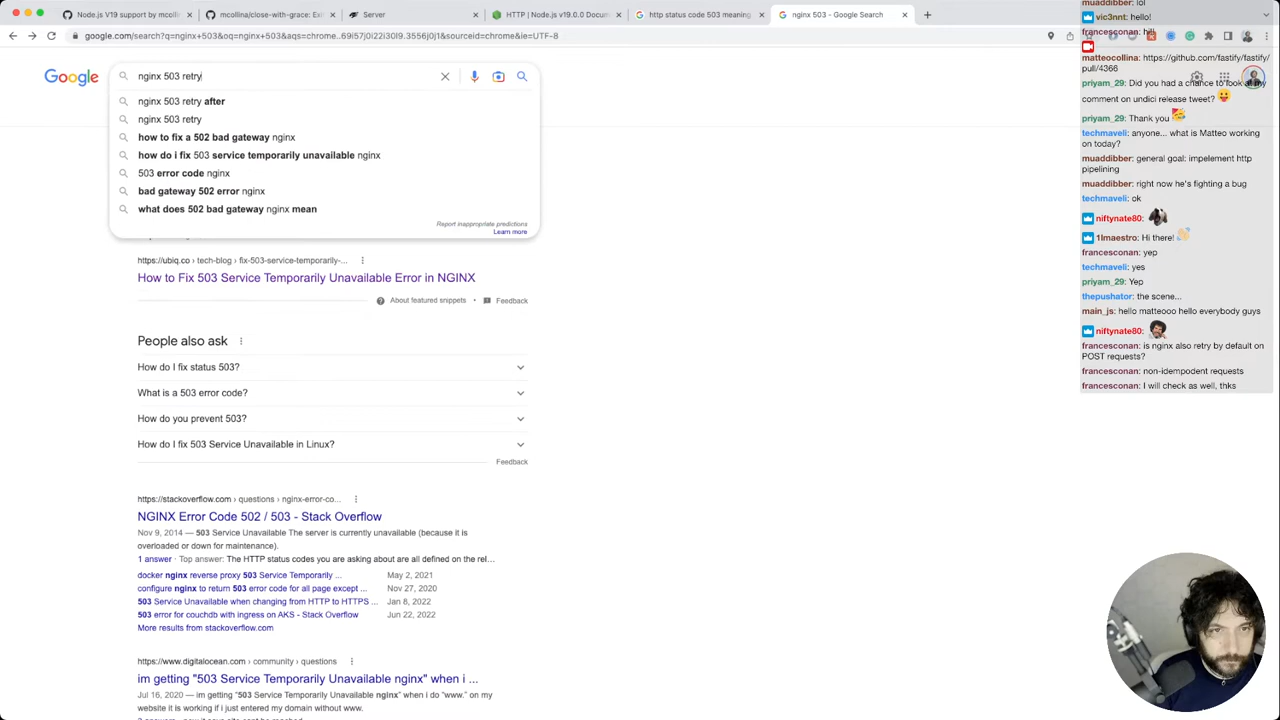 Node.js V19 support by mcolli
mcollina/close-with-grace: Ex
Server
HTTP | Node.js v19.0.0 Docum
http status code 503 meaning
nginx 503 - Google Search
google.com/search?q=nginx+503&oq=nginx+503&aqs=chrome..69i57j0i22i30l9.3556j0j1&sourceid=chrome&ie=UTF-8
Google
nginx 503 retry
nginx 503 retry after
nginx 503 retry
how to fix a 502 bad gateway nginx
how do i fix 503 service temporarily unavailable nginx
503 error code nginx
bad gateway 502 error nginx
what does 502 bad gateway nginx mean
Report inappropriate predictions
Learn more
https://ubiq.co › tech-blog › fix-503-service-temporarily-...
How to Fix 503 Service Temporarily Unavailable Error in NGINX
About featured snippets • Feedback
People also ask
How do I fix status 503?
What is a 503 error code?
How do you prevent 503?
How do I fix 503 Service Unavailable in Linux?
Feedback
https://stackoverflow.com › questions › nginx-error-co...
NGINX Error Code 502 / 503 - Stack Overflow
Nov 9, 2014 — 503 Service Unavailable The server is currently unavailable (because it is
overloaded or down for maintenance).
1 answer · Top answer: The HTTP status codes you are asking about are all defined on the rel...
docker nginx reverse proxy 503 Service Temporarily ... May 2, 2021
configure nginx to return 503 error code for all page except ... Nov 27, 2020
503 Service Unavailable when changing from HTTP to HTTPS ... Jan 8, 2022
503 error for couchdb with ingress on AKS - Stack Overflow Jun 22, 2022
More results from stackoverflow.com
https://www.digitalocean.com › community › questions
im getting "503 Service Temporarily Unavailable nginx" when i ...
Jul 16, 2020 — im getting "503 Service Temporarily Unavailable nginx" when i do "www." on my
website it is working if i just entered my domain without www.
muaddibber: lol
vic3nnt: hello!
francesconan: hi!
matteocollina: https://github.com/fastify/fastify/
pull/4366
priyam_29: Did you had a chance to look at my
comment on undici release tweet?
priyam_29: Thank you
techmaveli: anyone... what is Matteo working
on today?
muaddibber: general goal: impelement http
pipelining
muaddibber: right now he's fighting a bug
techmaveli: ok
niftynate80:
1lmaestro: Hi there!
francesconan: yep
techmaveli: yes
priyam_29: Yep
thepushator: the scene...
main_js: hello matteooo hello everybody guys
niftynate80:
francesconan: is nginx also retry by default on
POST requests?
francesconan: non-idempotent requests
francesconan: I will check as well, thks